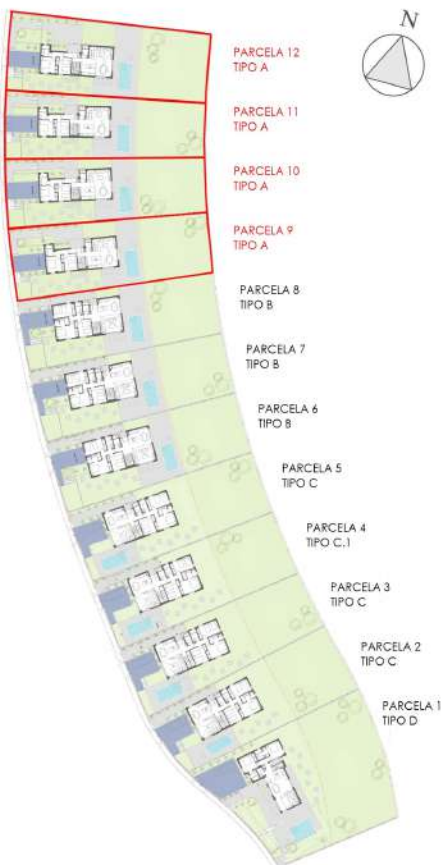 N
PARCELA 12
TIPO A
PARCELA 11
TIPO A
PARCELA 10
TIPO A
PARCELA 9
TIPO A
PARCELA 8
TIPO B
PARCELA 7
TIPO B
PARCELA 6
TIPO B
PARCELA 5
TIPO C
PARCELA 4
TIPO C.1
PARCELA 3
TIPO C
PARCELA 2
TIPO C
PARCELA 1
TIPO D